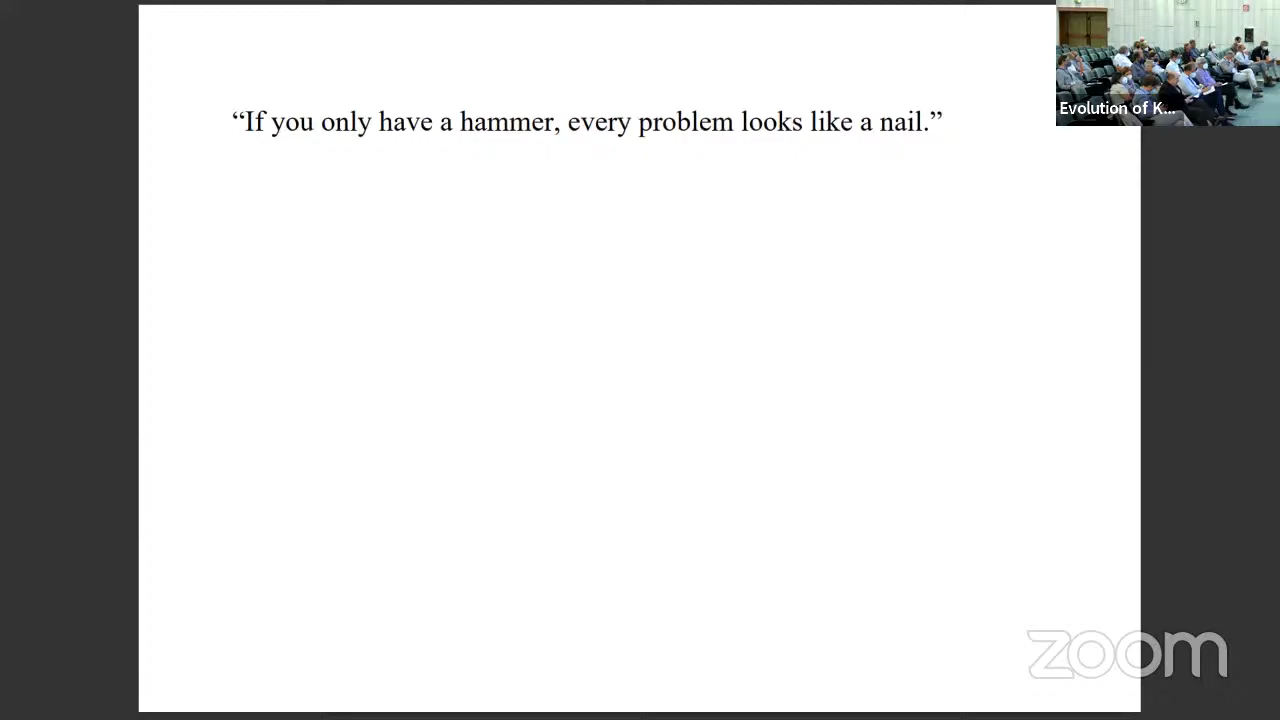 Evolution of K...
“If you only have a hammer, every problem looks like a nail.”
zoom